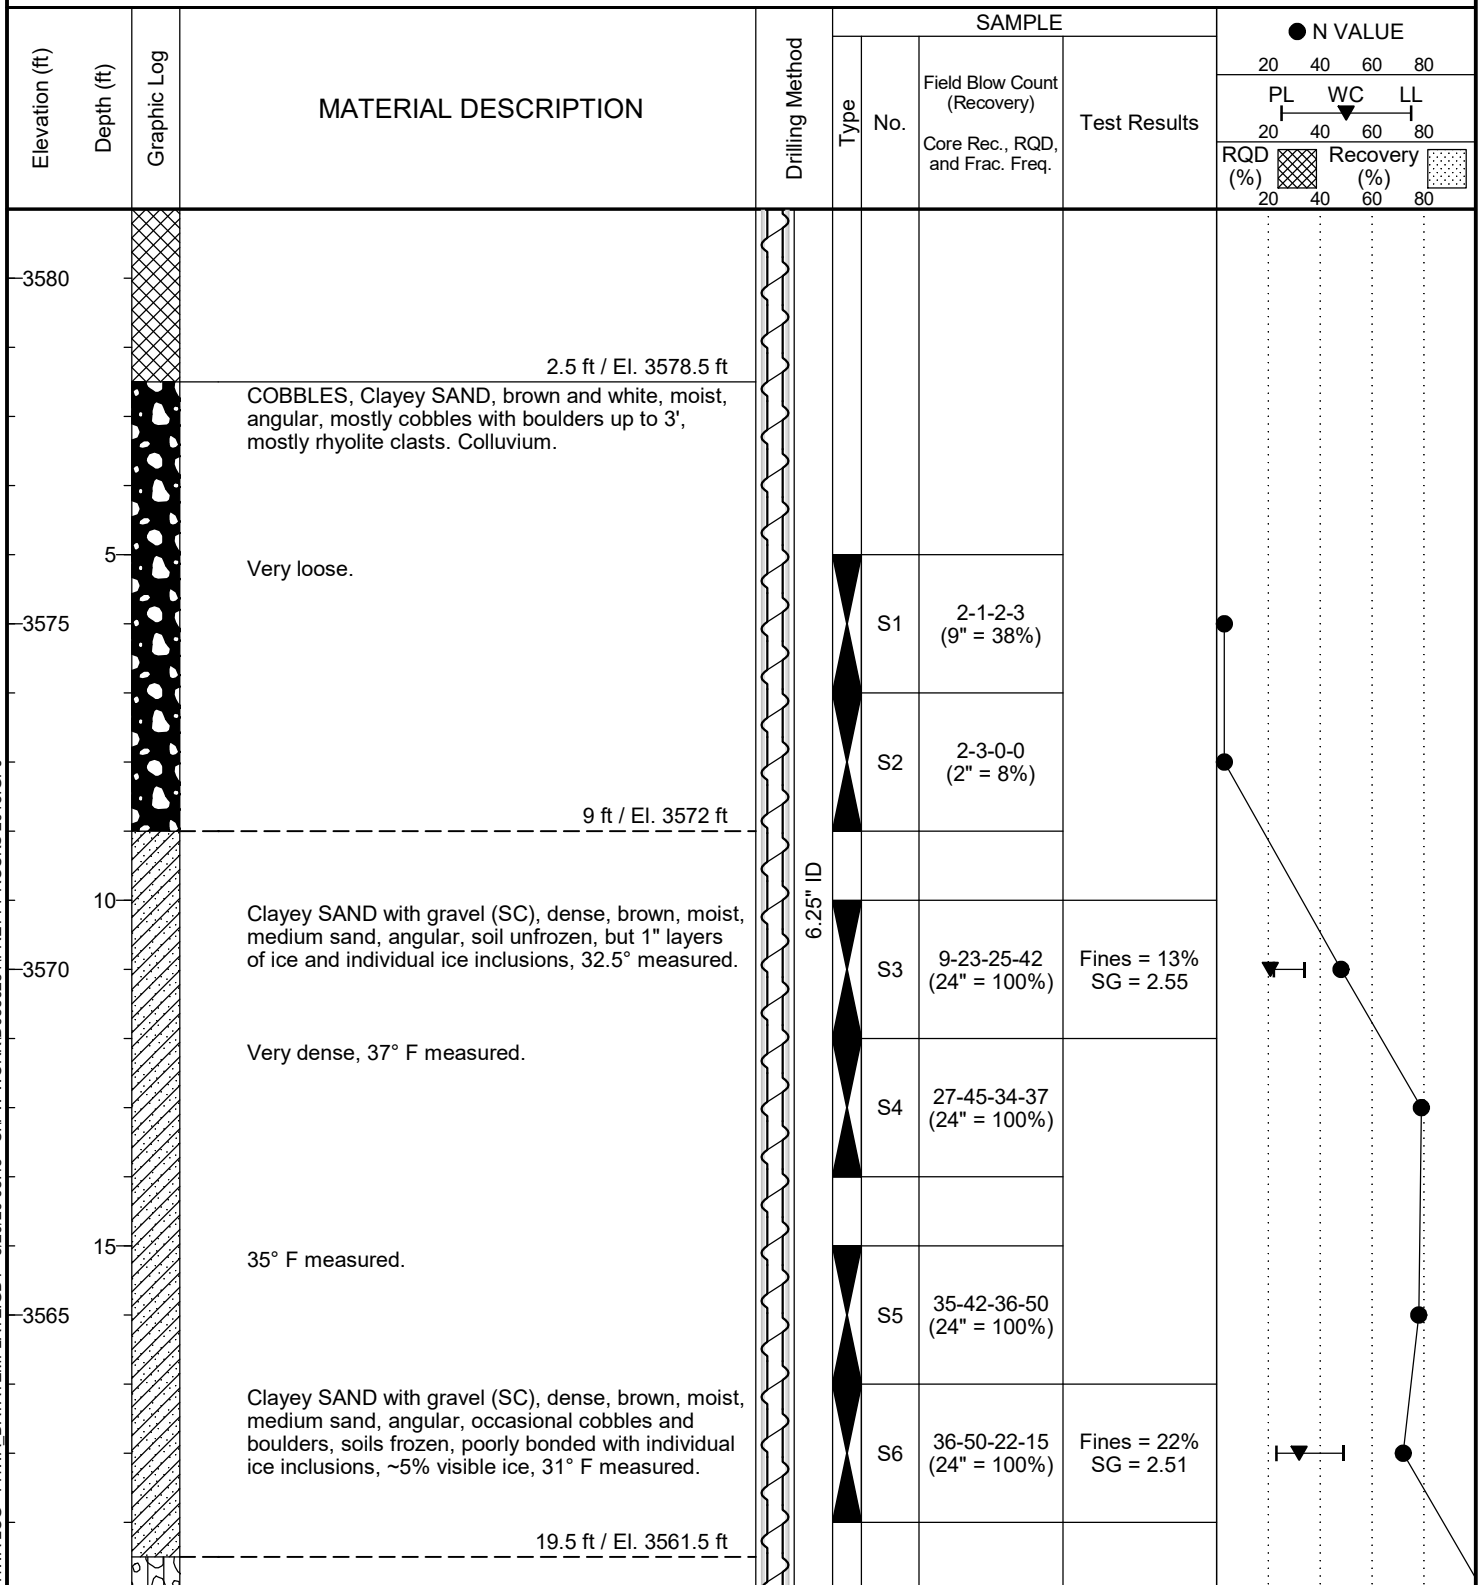 Elevation (ft)
Depth (ft)
Graphic Log
MATERIAL DESCRIPTION
Drilling Method
SAMPLE
Type
No.
Field Blow Count
(Recovery)
Core Rec., RQD,
and Frac. Freq.
Test Results
N VALUE
20 40 60 80
PL WC LL
20 40 60 80
RQD (%)
Recovery (%)
20 40 60 80
3580
2.5 ft / El. 3578.5 ft
COBBLES, Clayey SAND, brown and white, moist,
angular, mostly cobbles with boulders up to 3',
mostly rhyolite clasts. Colluvium.
5
Very loose.
3575
S1
2-1-2-3
(9" = 38%)
S2
2-3-0-0
(2" = 8%)
9 ft / El. 3572 ft
6.25" ID
10
Clayey SAND with gravel (SC), dense, brown, moist,
medium sand, angular, soil unfrozen, but 1" layers
of ice and individual ice inclusions, 32.5° measured.
3570
S3
9-23-25-42
(24" = 100%)
Fines = 13%
SG = 2.55
Very dense, 37° F measured.
S4
27-45-34-37
(24" = 100%)
15
35° F measured.
3565
S5
35-42-36-50
(24" = 100%)
Clayey SAND with gravel (SC), dense, brown, moist,
medium sand, angular, occasional cobbles and
boulders, soils frozen, poorly bonded with individual
ice inclusions, ~5% visible ice, 31° F measured.
S6
36-50-22-15
(24" = 100%)
Fines = 22%
SG = 2.51
19.5 ft / El. 3561.5 ft